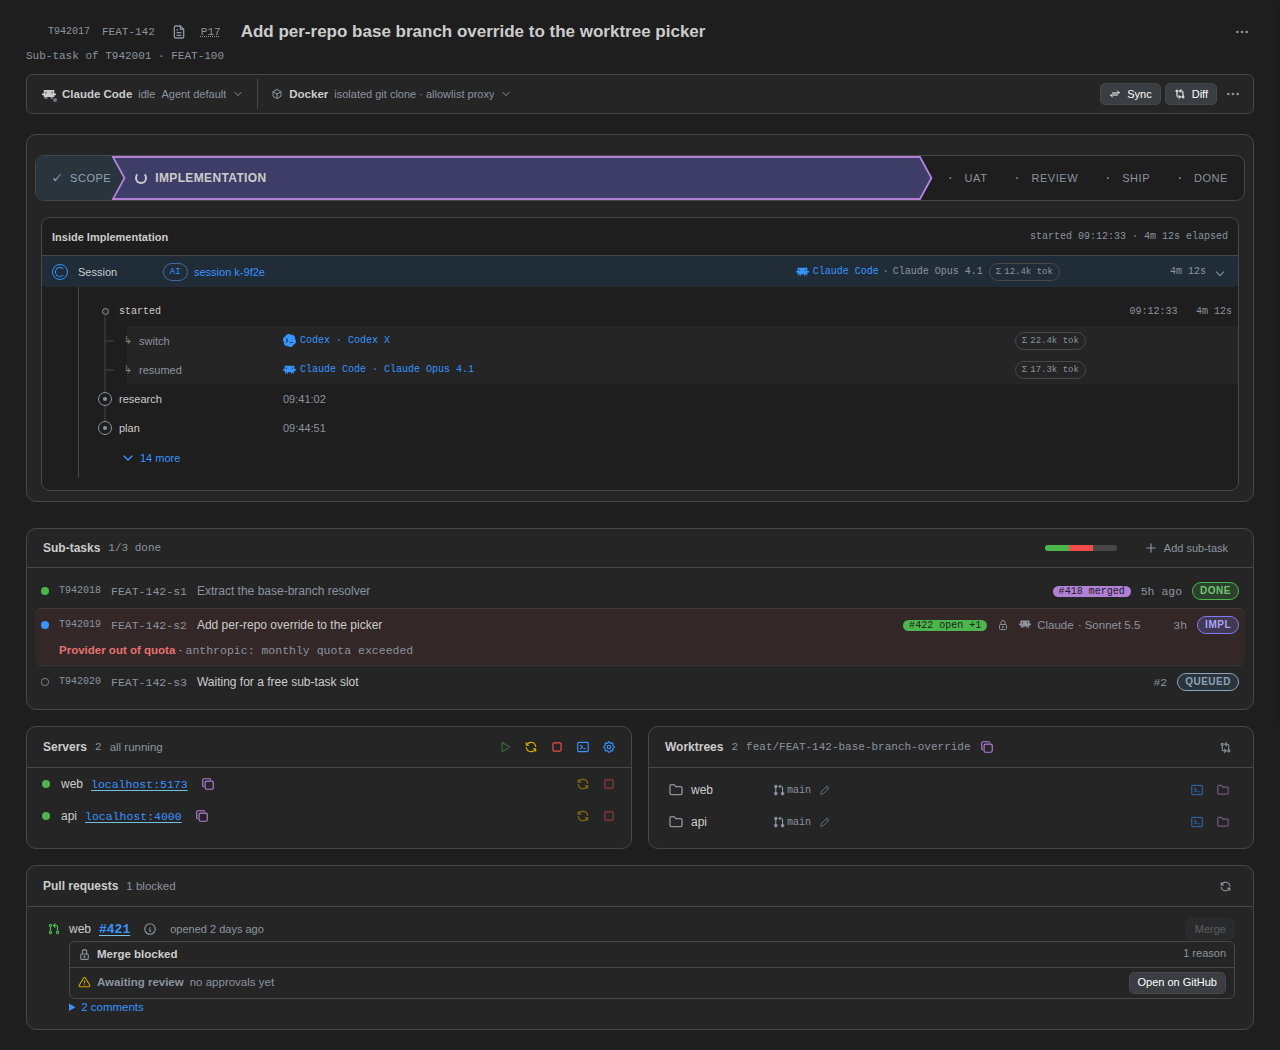 T942017 FEAT-142 P17 Add per-repo base branch override to the worktree picker
Sub-task of T942001 · FEAT-100
Claude Code idle Agent default Docker isolated git clone · allowlist proxy Sync Diff
SCOPE IMPLEMENTATION · UAT · REVIEW · SHIP · DONE
Inside Implementation started 09:12:33 · 4m 12s elapsed
Session AI session k-9f2e Claude Code · Claude Opus 4.1 Σ 12.4k tok 4m 12s
started 09:12:33 4m 12s
↳ switch Codex · Codex X Σ 22.4k tok
↳ resumed Claude Code · Claude Opus 4.1 Σ 17.3k tok
research 09:41:02
plan 09:44:51
14 more
Sub-tasks 1/3 done Add sub-task
T942018 FEAT-142-s1 Extract the base-branch resolver #418 merged 5h ago DONE
T942019 FEAT-142-s2 Add per-repo override to the picker #422 open +1 Claude · Sonnet 5.5 3h IMPL
Provider out of quota · anthropic: monthly quota exceeded
T942020 FEAT-142-s3 Waiting for a free sub-task slot #2 QUEUED
Servers 2 all running
web localhost:5173
api localhost:4000
Worktrees 2 feat/FEAT-142-base-branch-override
web main
api main
Pull requests 1 blocked
web #421 opened 2 days ago Merge
Merge blocked 1 reason
Awaiting review no approvals yet Open on GitHub
2 comments